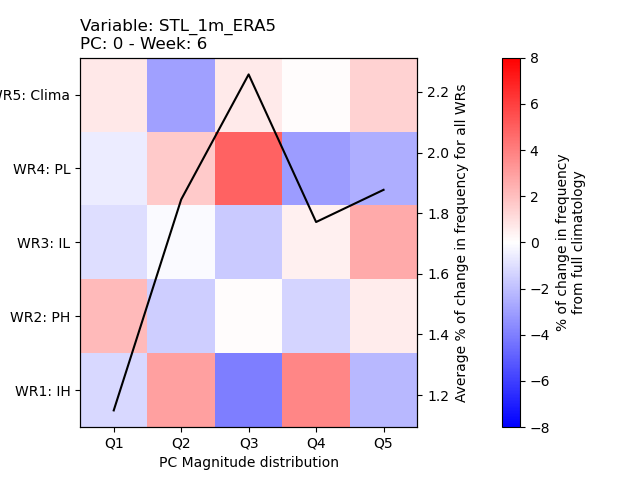 Variable: STL_1m_ERA5
PC: 0 - Week: 6
R5: Clima
WR4: PL
WR3: IL
WR2: PH
WR1: IH
Q1 Q2 Q3 Q4 Q5
PC Magnitude distribution
2.2
2.0
1.8
1.6
1.4
1.2
Average % of change in frequency for all WRs
8
6
4
2
0
−2
−4
−6
−8
% of change in frequency
from full climatology